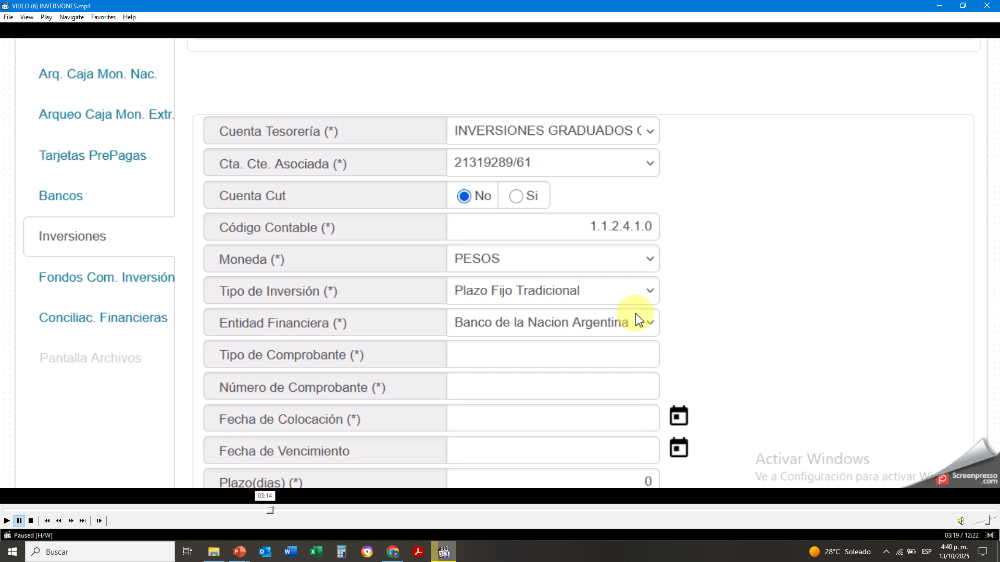 VIDEO (6) INVERSIONES.mp4
File View Play Navigate Favorites Help
Arq. Caja Mon. Nac.
Arqueo Caja Mon. Extr.
Tarjetas PrePagas
Bancos
Inversiones
Fondos Com. Inversión
Conciliac. Financieras
Pantalla Archivos
Cuenta Tesorería (*) INVERSIONES GRADUADOS
Cta. Cte. Asociada (*) 21319289/61
Cuenta Cut No Si
Código Contable (*) 1.1.2.4.1.0
Moneda (*) PESOS
Tipo de Inversión (*) Plazo Fijo Tradicional
Entidad Financiera (*) Banco de la Nacion Argentina
Tipo de Comprobante (*)
Número de Comprobante (*)
Fecha de Colocación (*)
Fecha de Vencimiento
Plazo(dias) (*) 0
Activar Windows
Ve a Configuración para activar
Screenpresso
.com
03:14
Paused [H/W]
03:19 / 12:22
Buscar
28°C Soleado
ESP
4:40 p. m.
13/10/2025